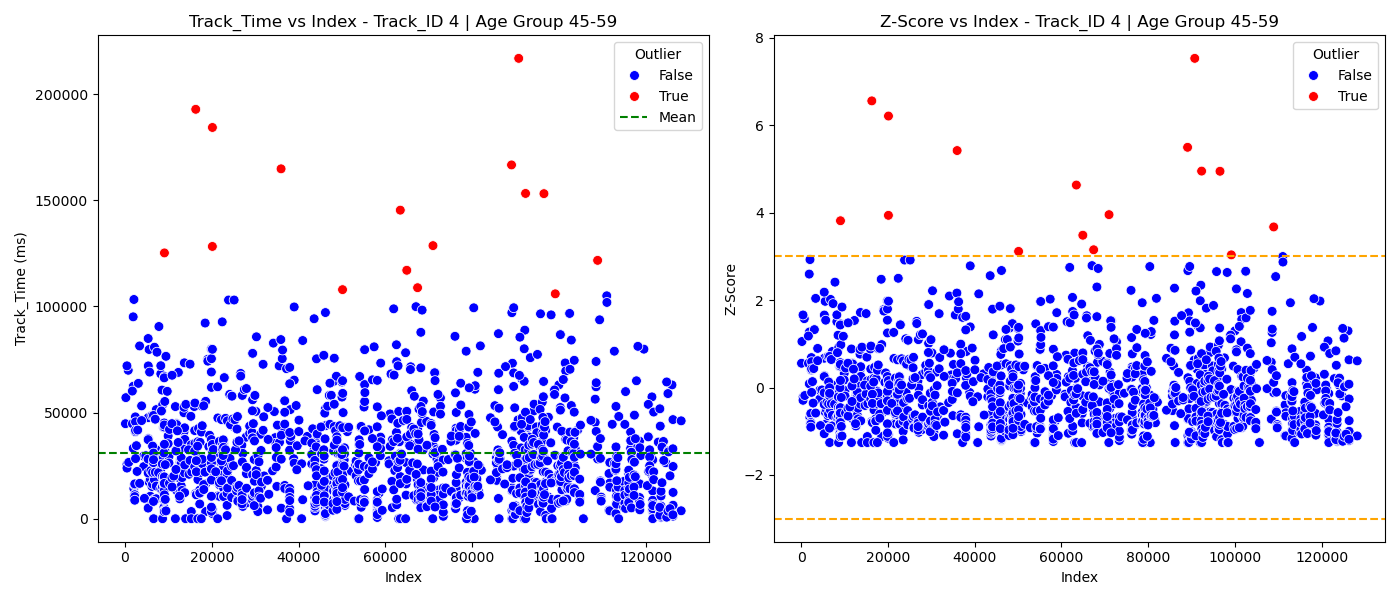 Track_Time vs Index - Track_ID 4 | Age Group 45-59
Outlier
False
True
Mean
200000
150000
100000
50000
0
Track_Time (ms)
0 20000 40000 60000 80000 100000 120000
Index
Z-Score vs Index - Track_ID 4 | Age Group 45-59
Outlier
False
True
8
6
4
2
0
−2
Z-Score
0 20000 40000 60000 80000 100000 120000
Index